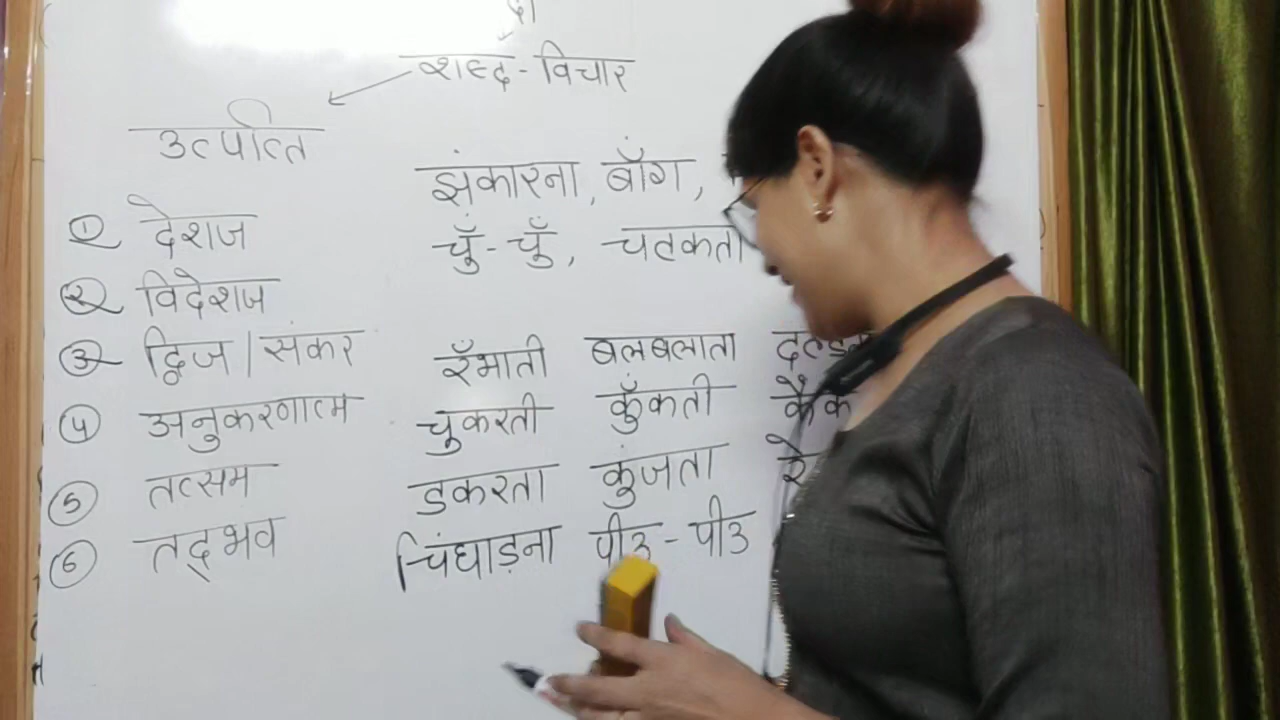 शब्द - विचार
उत्पत्ति
झंकारना, बाँग,
① देशज
चूँ - चूँ, चटकता
② विदेशज
③ द्विज / संकर
रँभाती बलबलाता
④ अनुकरणात्म
चुकरती कुँकती
⑤ तत्सम
डकरता कुंजता
⑥ तद्भव
चिंघाड़ना पीउ - पीउ